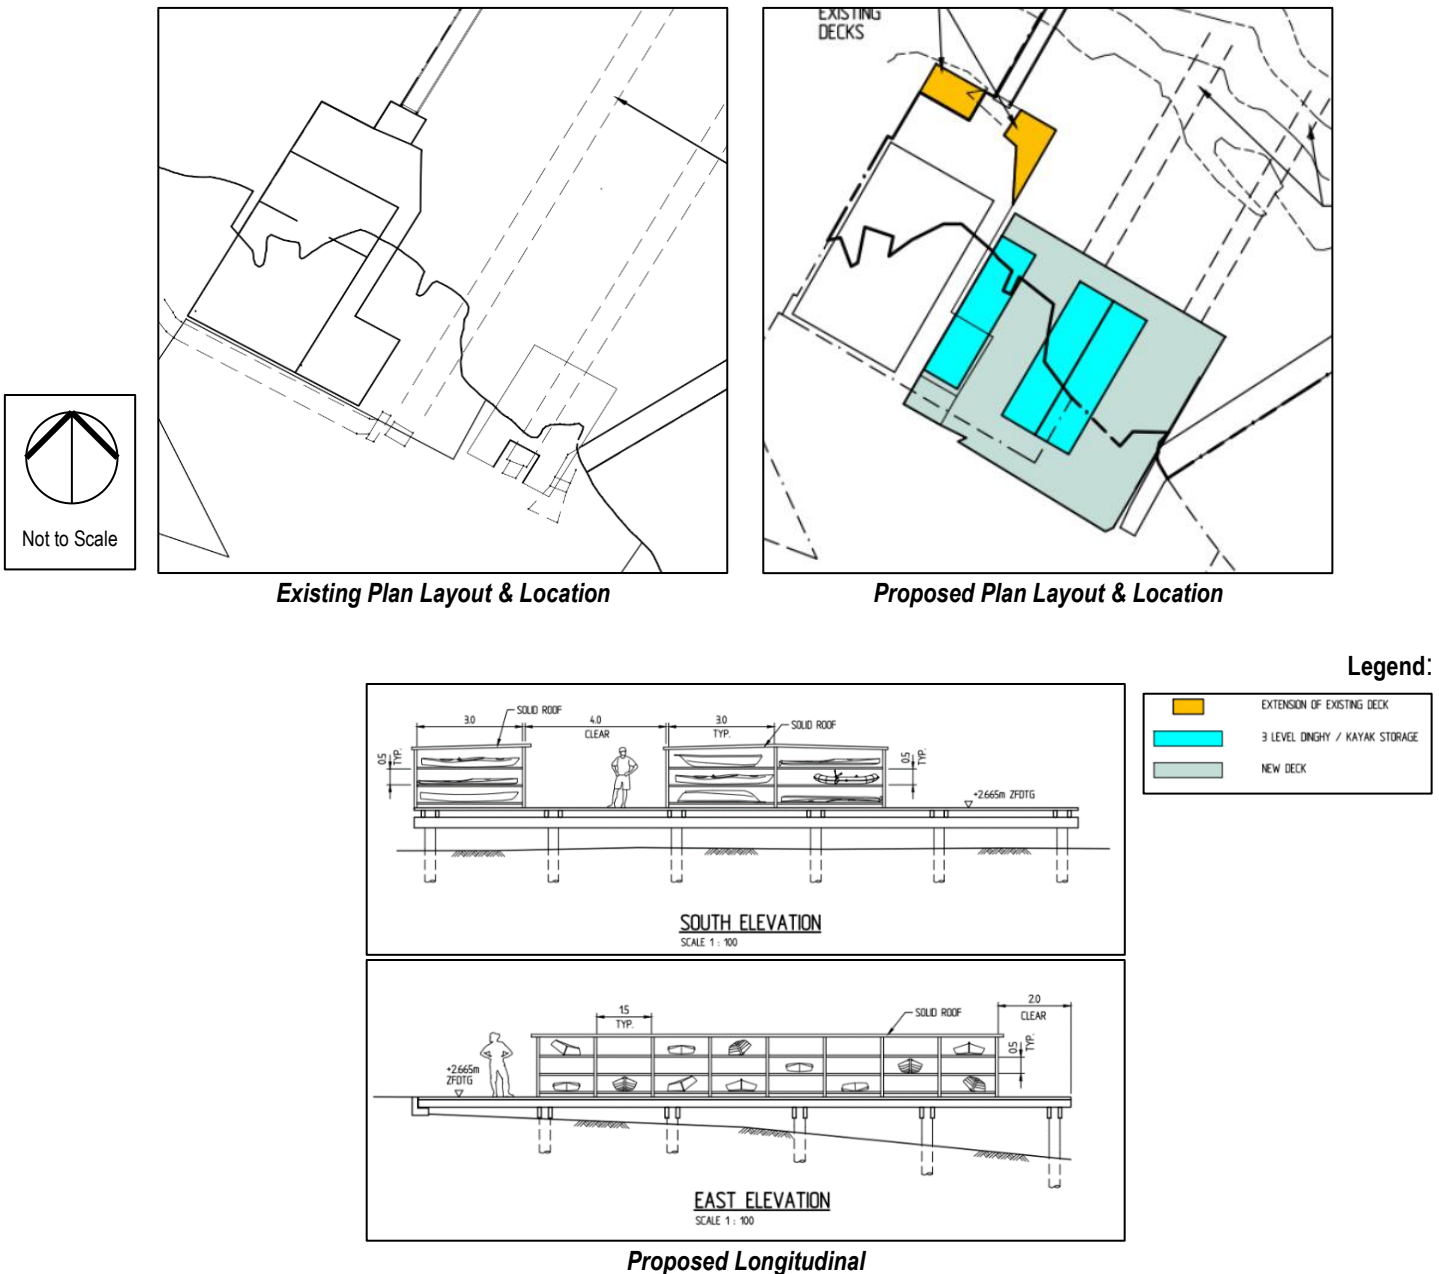 EXISTING
DECKS
Not to Scale
Existing Plan Layout & Location
Proposed Plan Layout & Location
Legend:
EXTENSION OF EXISTING DECK
3 LEVEL DINGHY / KAYAK STORAGE
NEW DECK
SOLID ROOF
3.0
4.0
CLEAR
3.0
TYP.
SOLID ROOF
0.5
TYP.
0.5
TYP.
+2.665m ZFDTG
SOUTH ELEVATION
SCALE 1 : 100
1.5
TYP.
SOLID ROOF
2.0
CLEAR
0.5
TYP.
+2.665m
ZFDTG
EAST ELEVATION
SCALE 1 : 100
Proposed Longitudinal